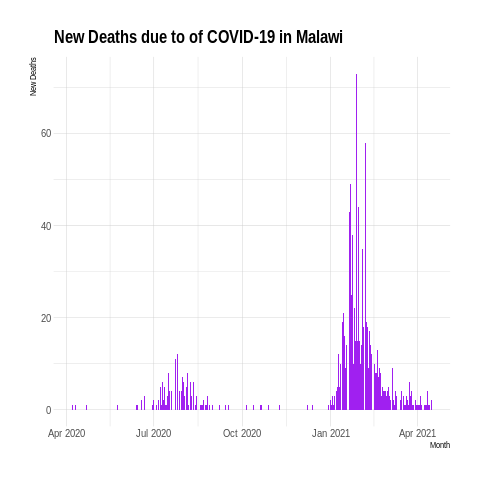 New Deaths due to of COVID-19 in Malawi
New Deaths
60
40
20
0
Apr 2020 Jul 2020 Oct 2020 Jan 2021 Apr 2021
Month